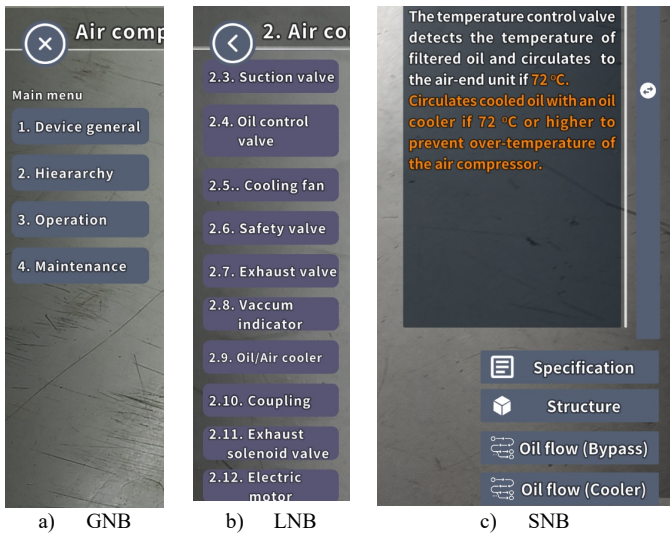 Air comp
Main menu
1. Device general
2. Hieararchy
3. Operation
4. Maintenance
2. Air co
2.3. Suction valve
2.4. Oil control
valve
2.5.. Cooling fan
2.6. Safety valve
2.7. Exhaust valve
2.8. Vaccum
indicator
2.9. Oil/Air cooler
2.10. Coupling
2.11. Exhaust
solenoid valve
2.12. Electric
motor
The temperature control valve
detects the temperature of
filtered oil and circulates to
the air-end unit if 72 °C.
Circulates cooled oil with an oil
cooler if 72 °C or higher to
prevent over-temperature of
the air compressor.
Specification
Structure
Oil flow (Bypass)
Oil flow (Cooler)
a) GNB
b) LNB
c) SNB